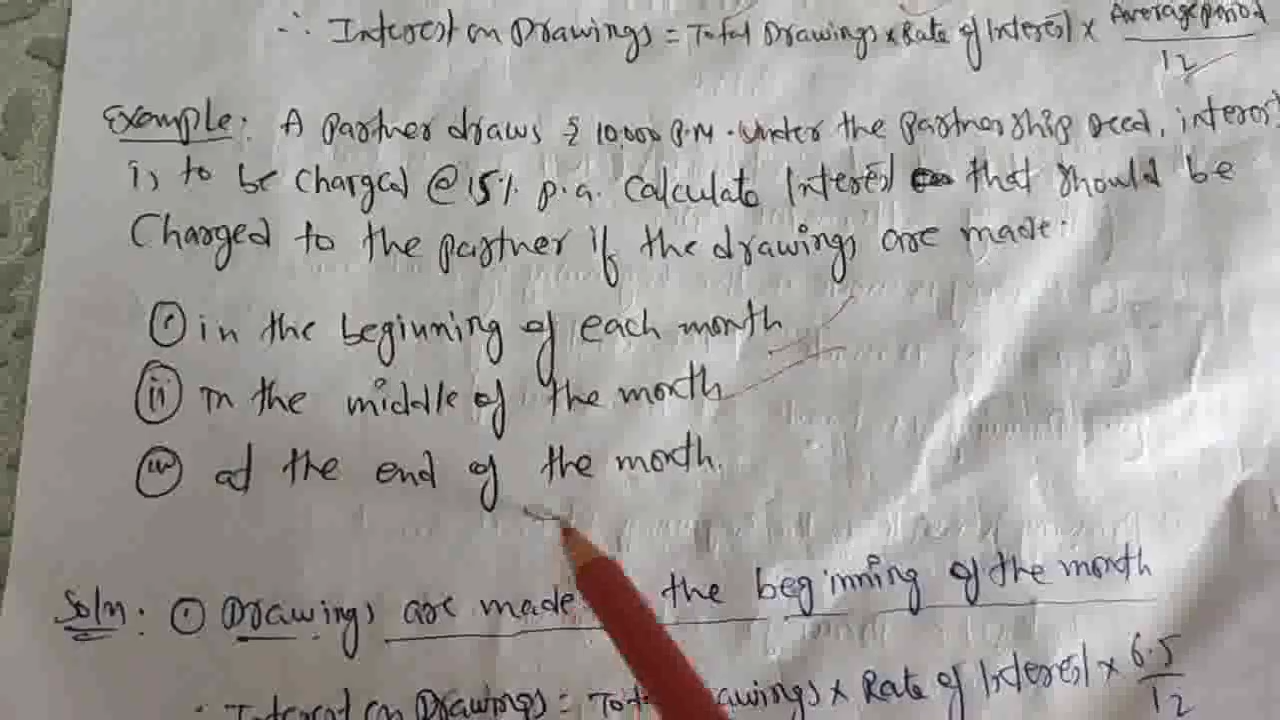 ∴ Interest on Drawings = Total Drawings × Rate of Interest × Average period / 12
Example: A Partner draws ₹ 10,000 P.M. Under the Partnership Deed, interest
is to be charged @ 15% p.a. Calculate Interest that should be
Charged to the partner if the drawings are made:
(i) in the beginning of each month
(ii) in the middle of the month
(iii) at the end of the month.
Soln: (i) Drawings are made the beginning of the month
∴ Interest on Drawings = Total Drawings × Rate of Interest × 6.5 / 12